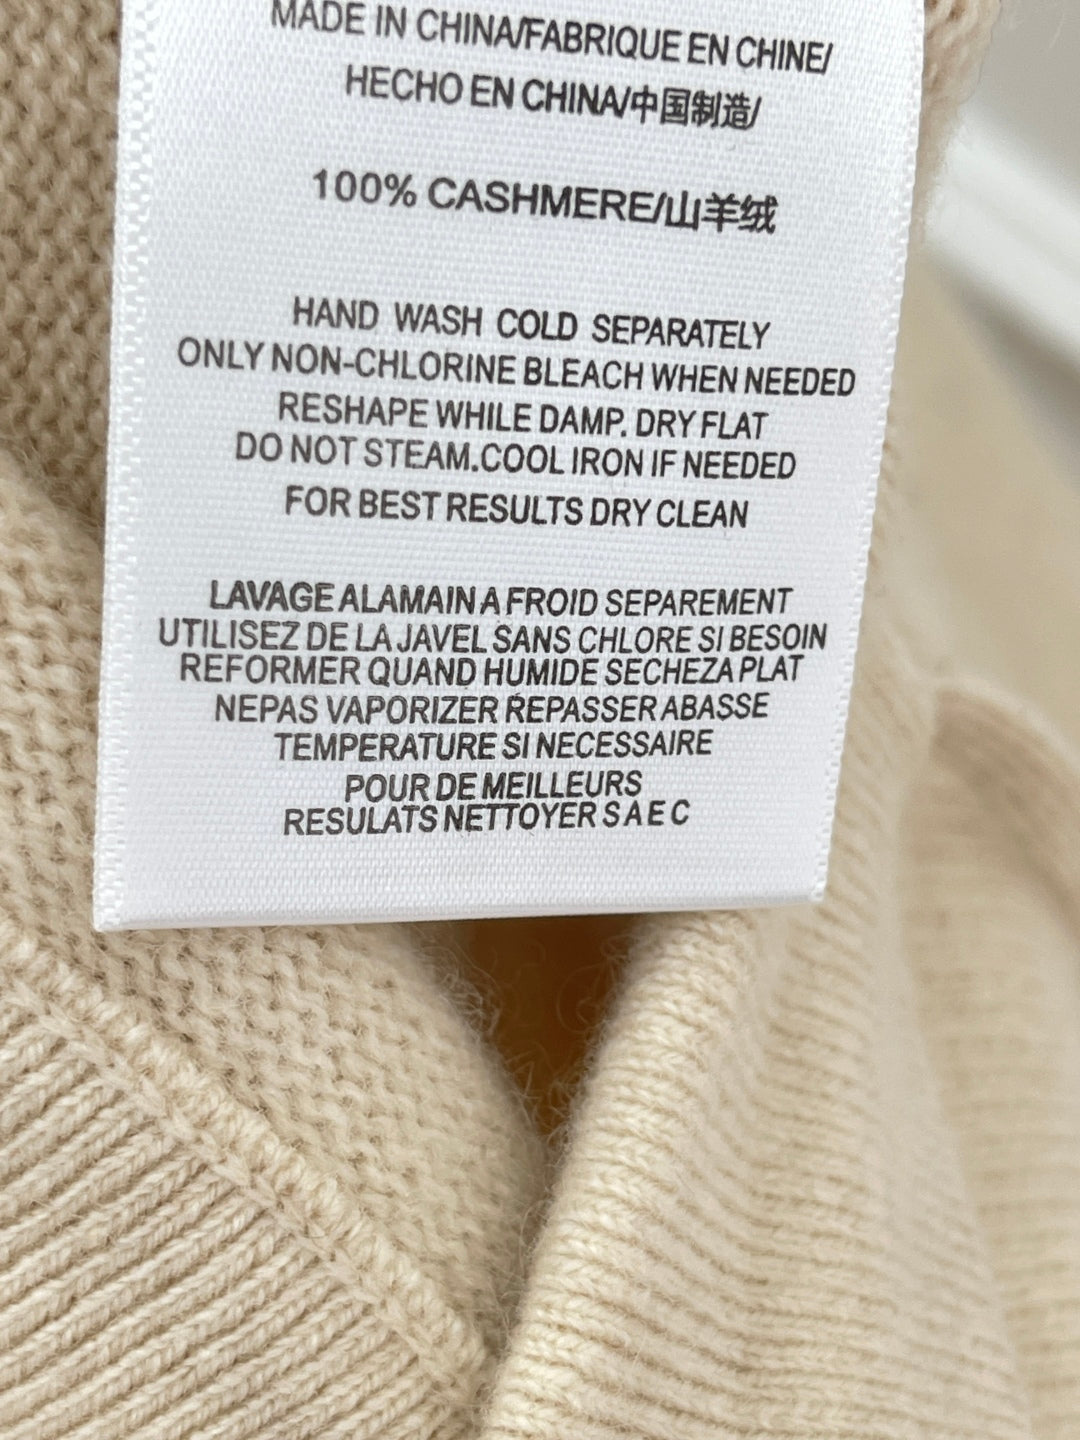 MADE IN CHINA/FABRIQUE EN CHINE/
HECHO EN CHINA/中国制造/
100% CASHMERE/山羊绒
HAND WASH COLD SEPARATELY
ONLY NON-CHLORINE BLEACH WHEN NEEDED
RESHAPE WHILE DAMP. DRY FLAT
DO NOT STEAM.COOL IRON IF NEEDED
FOR BEST RESULTS DRY CLEAN
LAVAGE ALAMAIN A FROID SEPAREMENT
UTILISEZ DE LA JAVEL SANS CHLORE SI BESOIN
REFORMER QUAND HUMIDE SECHEZ A PLAT
NEPAS VAPORIZER REPASSER ABASSE
TEMPERATURE SI NECESSAIRE
POUR DE MEILLEURS
RESULATS NETTOYER S A E C